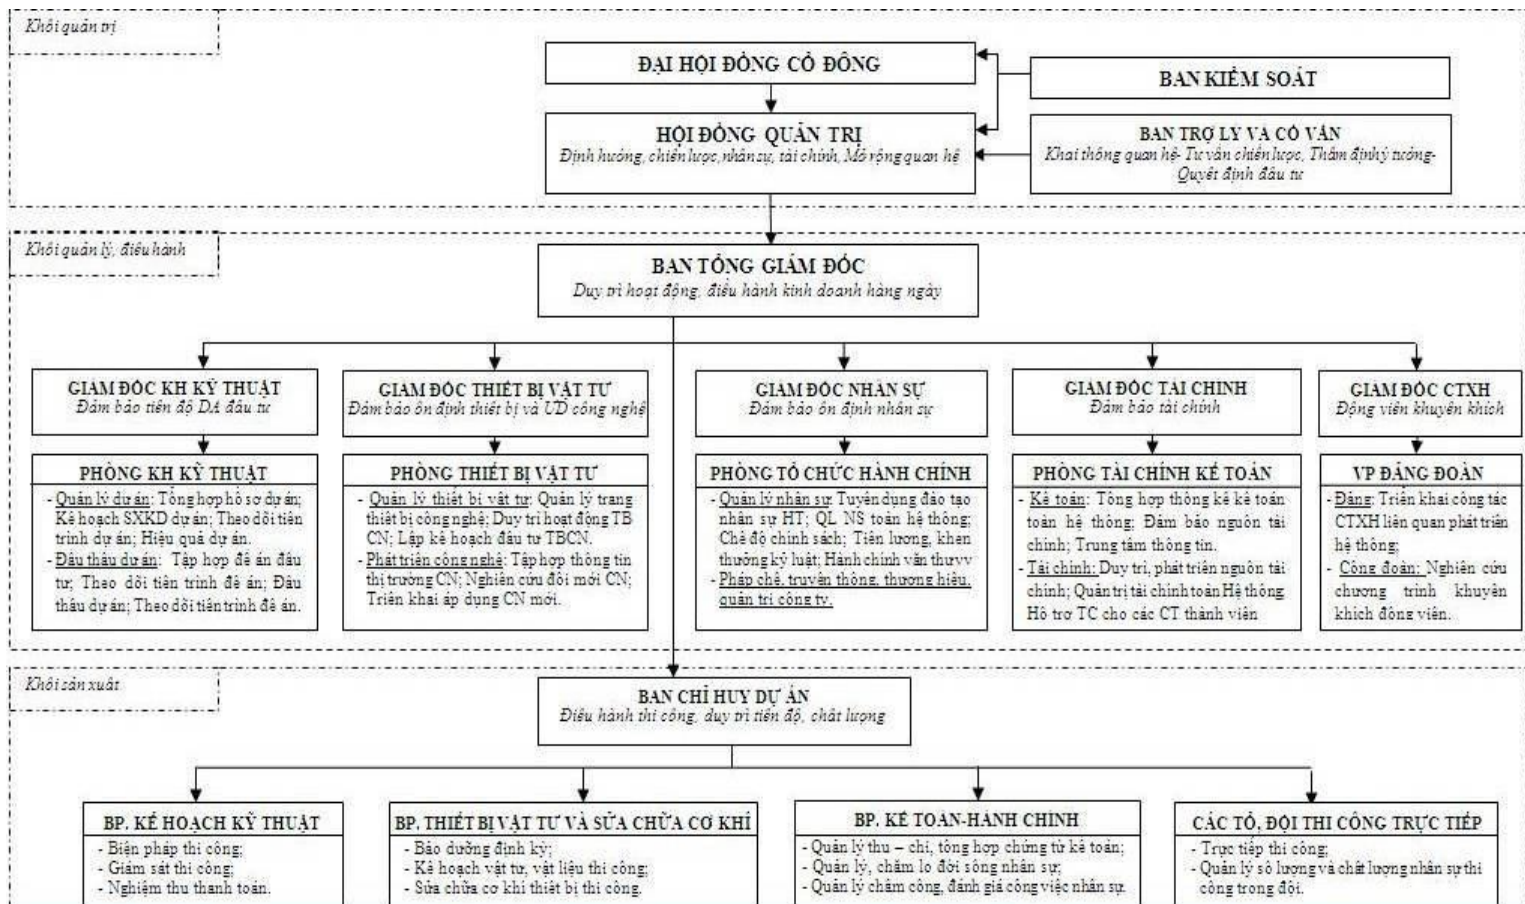 Khối quản trị
ĐẠI HỘI ĐỒNG CỔ ĐÔNG
BAN KIỂM SOÁT
HỘI ĐỒNG QUẢN TRỊ
Định hướng, chiến lược, nhân sự, tài chính, Mở rộng quan hệ
BAN TRỢ LÝ VÀ CỐ VẤN
Khai thông quan hệ- Tư vấn chiến lược, Thẩm định ý tưởng-
Quyết định đầu tư
Khối quản lý, điều hành
BAN TỔNG GIÁM ĐỐC
Duy trì hoạt động, điều hành kinh doanh hàng ngày
GIÁM ĐỐC KH KỸ THUẬT
Đảm bảo tiến độ DA đầu tư
GIÁM ĐỐC THIẾT BỊ VẬT TƯ
Đảm bảo ổn định thiết bị và UD công nghệ
GIÁM ĐỐC NHÂN SỰ
Đảm bảo ổn định nhân sự
GIÁM ĐỐC TÀI CHÍNH
Đảm bảo tài chính
GIÁM ĐỐC CTXH
Động viên khuyến khích
PHÒNG KH KỸ THUẬT
- Quản lý dự án: Tổng hợp hồ sơ dự án;
Kế hoạch SXKD dự án; Theo dõi tiến
trình dự án; Hiệu quả dự án.
- Đấu thầu dự án: Tập hợp đề án đầu
tư; Theo dõi tiến trình đề án; Đấu
thầu dự án; Theo dõi tiến trình đề án.
PHÒNG THIẾT BỊ VẬT TƯ
- Quản lý thiết bị vật tư: Quản lý trang
thiết bị công nghệ; Duy trì hoạt động TB
CN; Lập kế hoạch đầu tư TBCN.
- Phát triển công nghệ: Tập hợp thông tin
thị trường CN; Nghiên cứu đổi mới CN;
Triển khai áp dụng CN mới.
PHÒNG TỔ CHỨC HÀNH CHÍNH
- Quản lý nhân sự: Tuyển dụng đào tạo
nhân sự HT; QL NS toàn hệ thống;
Chế độ chính sách; Tiền lương, khen
thưởng kỷ luật; Hành chính văn thư vv
- Pháp chế, truyền thông, thương hiệu,
quản trị công ty.
PHÒNG TÀI CHÍNH KẾ TOÁN
- Kế toán: Tổng hợp thống kê kế toán
toàn hệ thống; Đảm bảo nguồn tài
chính; Trung tâm thông tin.
- Tài chính: Duy trì, phát triển nguồn tài
chính; Quản trị tài chính toàn Hệ thống
Hỗ trợ TC cho các CT thành viên
VP ĐẢNG ĐOÀN
- Đảng: Triển khai công tác
CTXH liên quan phát triển
hệ thống;
- Công đoàn: Nghiên cứu
chương trình khuyến
khích động viên.
Khối sản xuất
BAN CHỈ HUY DỰ ÁN
Điều hành thi công, duy trì tiến độ, chất lượng
BP. KẾ HOẠCH KỸ THUẬT
- Biện pháp thi công;
- Giám sát thi công;
- Nghiệm thu thanh toán.
BP. THIẾT BỊ VẬT TƯ VÀ SỬA CHỮA CƠ KHÍ
- Bảo dưỡng định kỳ;
- Kế hoạch vật tư, vật liệu thi công;
- Sửa chữa cơ khí thiết bị thi công.
BP. KẾ TOÁN-HÀNH CHÍNH
- Quản lý thu – chi, tổng hợp chứng từ kế toán;
- Quản lý, chăm lo đời sống nhân sự;
- Quản lý chấm công, đánh giá công việc nhân sự.
CÁC TỔ, ĐỘI THI CÔNG TRỰC TIẾP
- Trực tiếp thi công;
- Quản lý số lượng và chất lượng nhân sự thi
công trong đội.